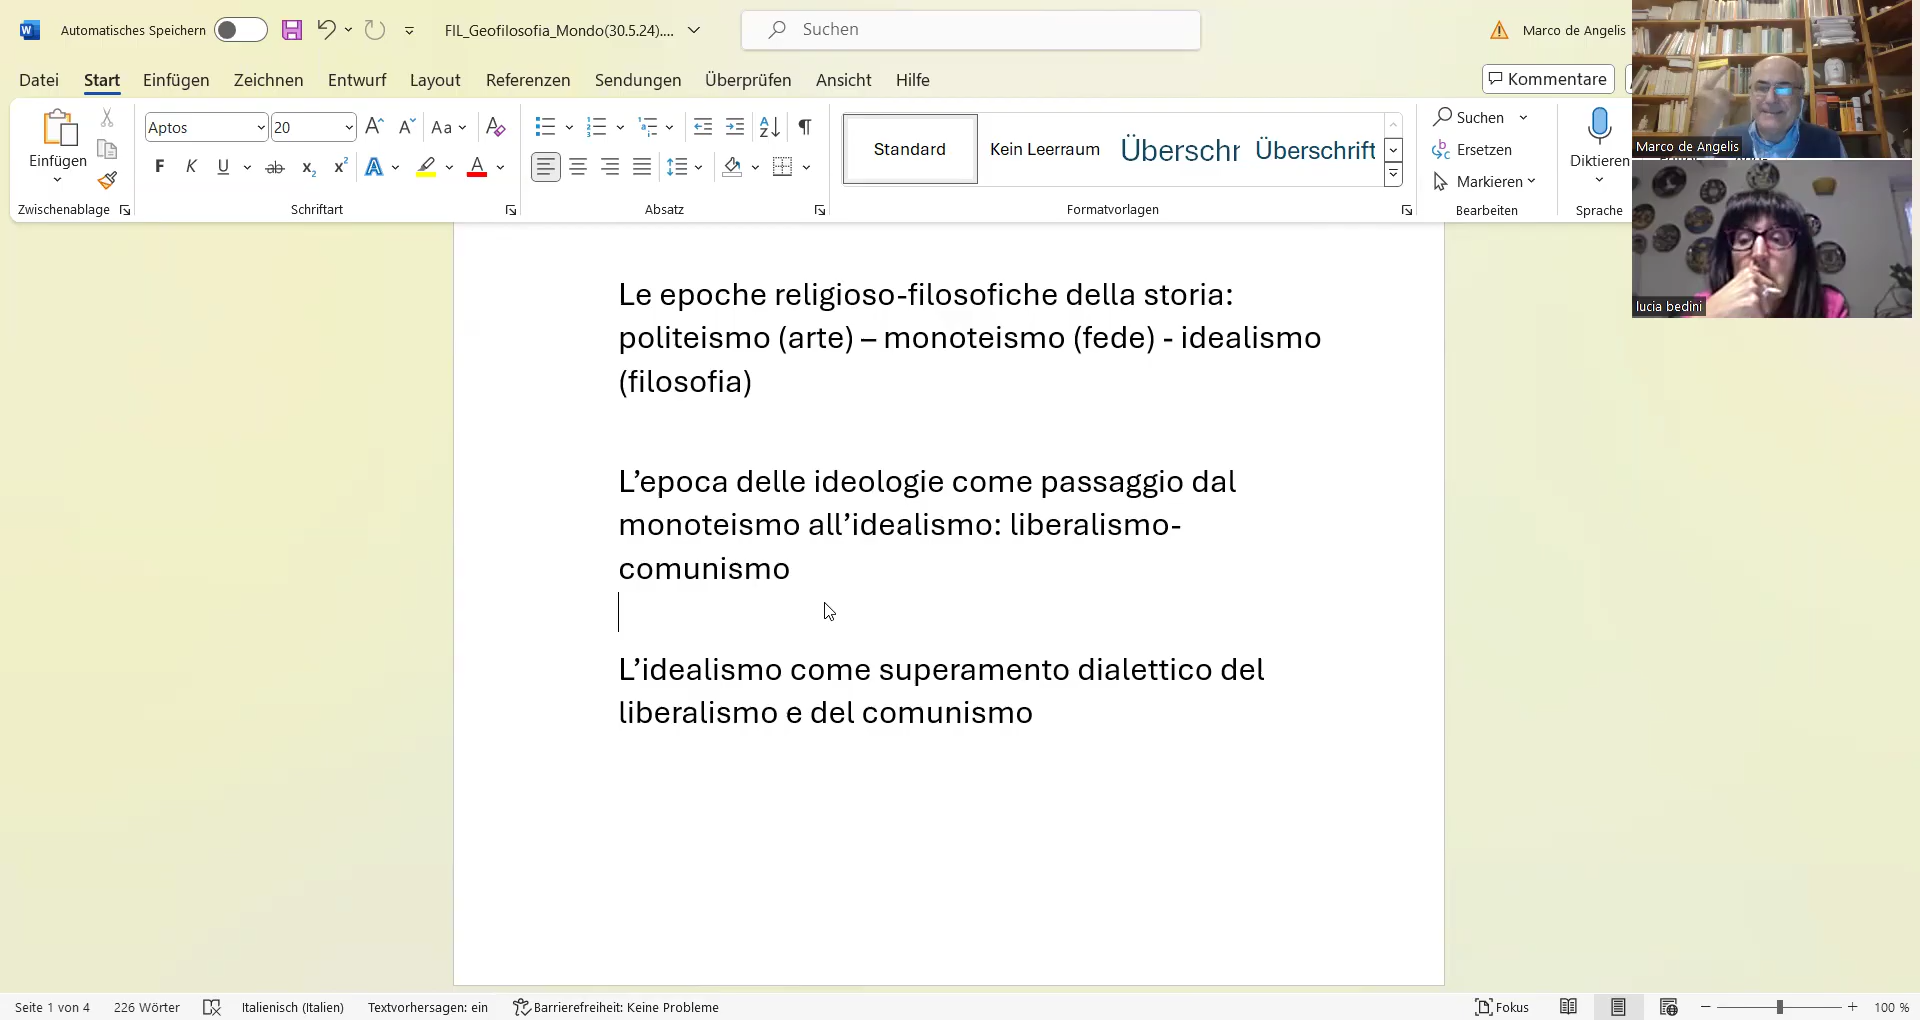 Automatisches Speichern
FIL_Geofilosofia_Mondo(30.5.24)....
Suchen
Marco de Angelis
Datei Start Einfügen Zeichnen Entwurf Layout Referenzen Sendungen Überprüfen Ansicht Hilfe
Kommentare
Einfügen
Zwischenablage
Aptos 20
F K U ab x₂ x²
Schriftart
Absatz
Standard Kein Leerraum Überschr Überschrift
Formatvorlagen
Suchen
Ersetzen
Markieren
Bearbeiten
Diktieren
Sprache
Marco de Angelis
lucia bedini
Le epoche religioso-filosofiche della storia:
politeismo (arte) – monoteismo (fede) - idealismo
(filosofia)
L’epoca delle ideologie come passaggio dal
monoteismo all’idealismo: liberalismo-
comunismo
L’idealismo come superamento dialettico del
liberalismo e del comunismo
Seite 1 von 4 226 Wörter Italienisch (Italien) Textvorhersagen: ein Barrierefreiheit: Keine Probleme
Fokus 100 %